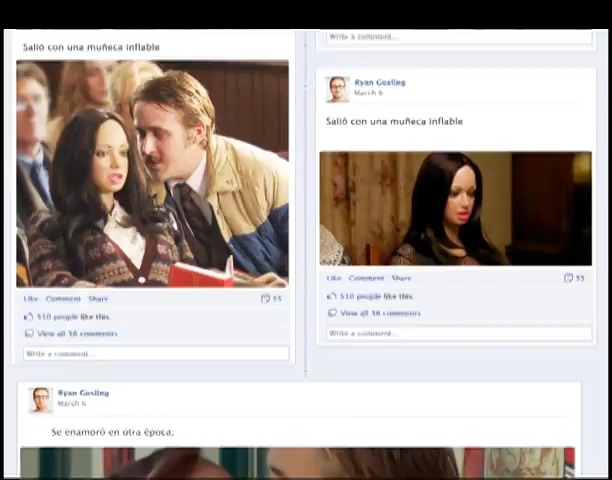 Salió con una muñeca inflable
Like Comment Share 55
510 people like this.
View all 16 comments
Write a comment...
Write a comment...
Ryan Gosling
March 6
Salió con una muñeca inflable
Like Comment Share 55
510 people like this.
View all 16 comments
Write a comment...
Ryan Gosling
March 6
Se enamoró en otra época.